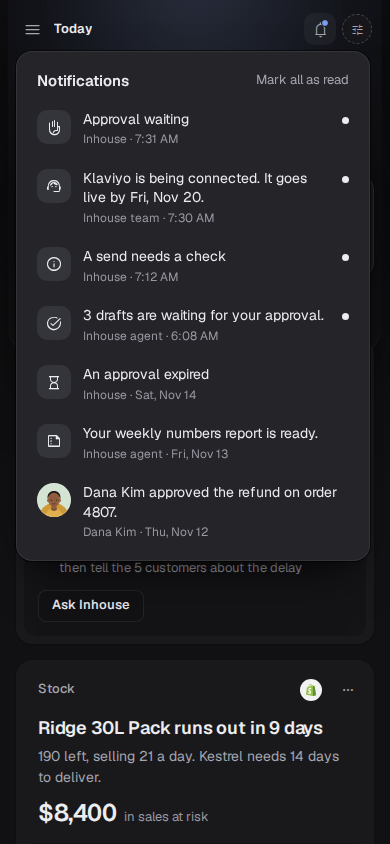 Today
Notifications
Mark all as read
Approval waiting
Inhouse · 7:31 AM
Klaviyo is being connected. It goes
live by Fri, Nov 20.
Inhouse team · 7:30 AM
A send needs a check
Inhouse · 7:12 AM
3 drafts are waiting for your approval.
Inhouse agent · 6:08 AM
An approval expired
Inhouse · Sat, Nov 14
Your weekly numbers report is ready.
Inhouse agent · Fri, Nov 13
Dana Kim approved the refund on order
4807.
Dana Kim · Thu, Nov 12
then tell the 5 customers about the delay
Ask Inhouse
Stock
Ridge 30L Pack runs out in 9 days
190 left, selling 21 a day. Kestrel needs 14 days
to deliver.
$8,400 in sales at risk